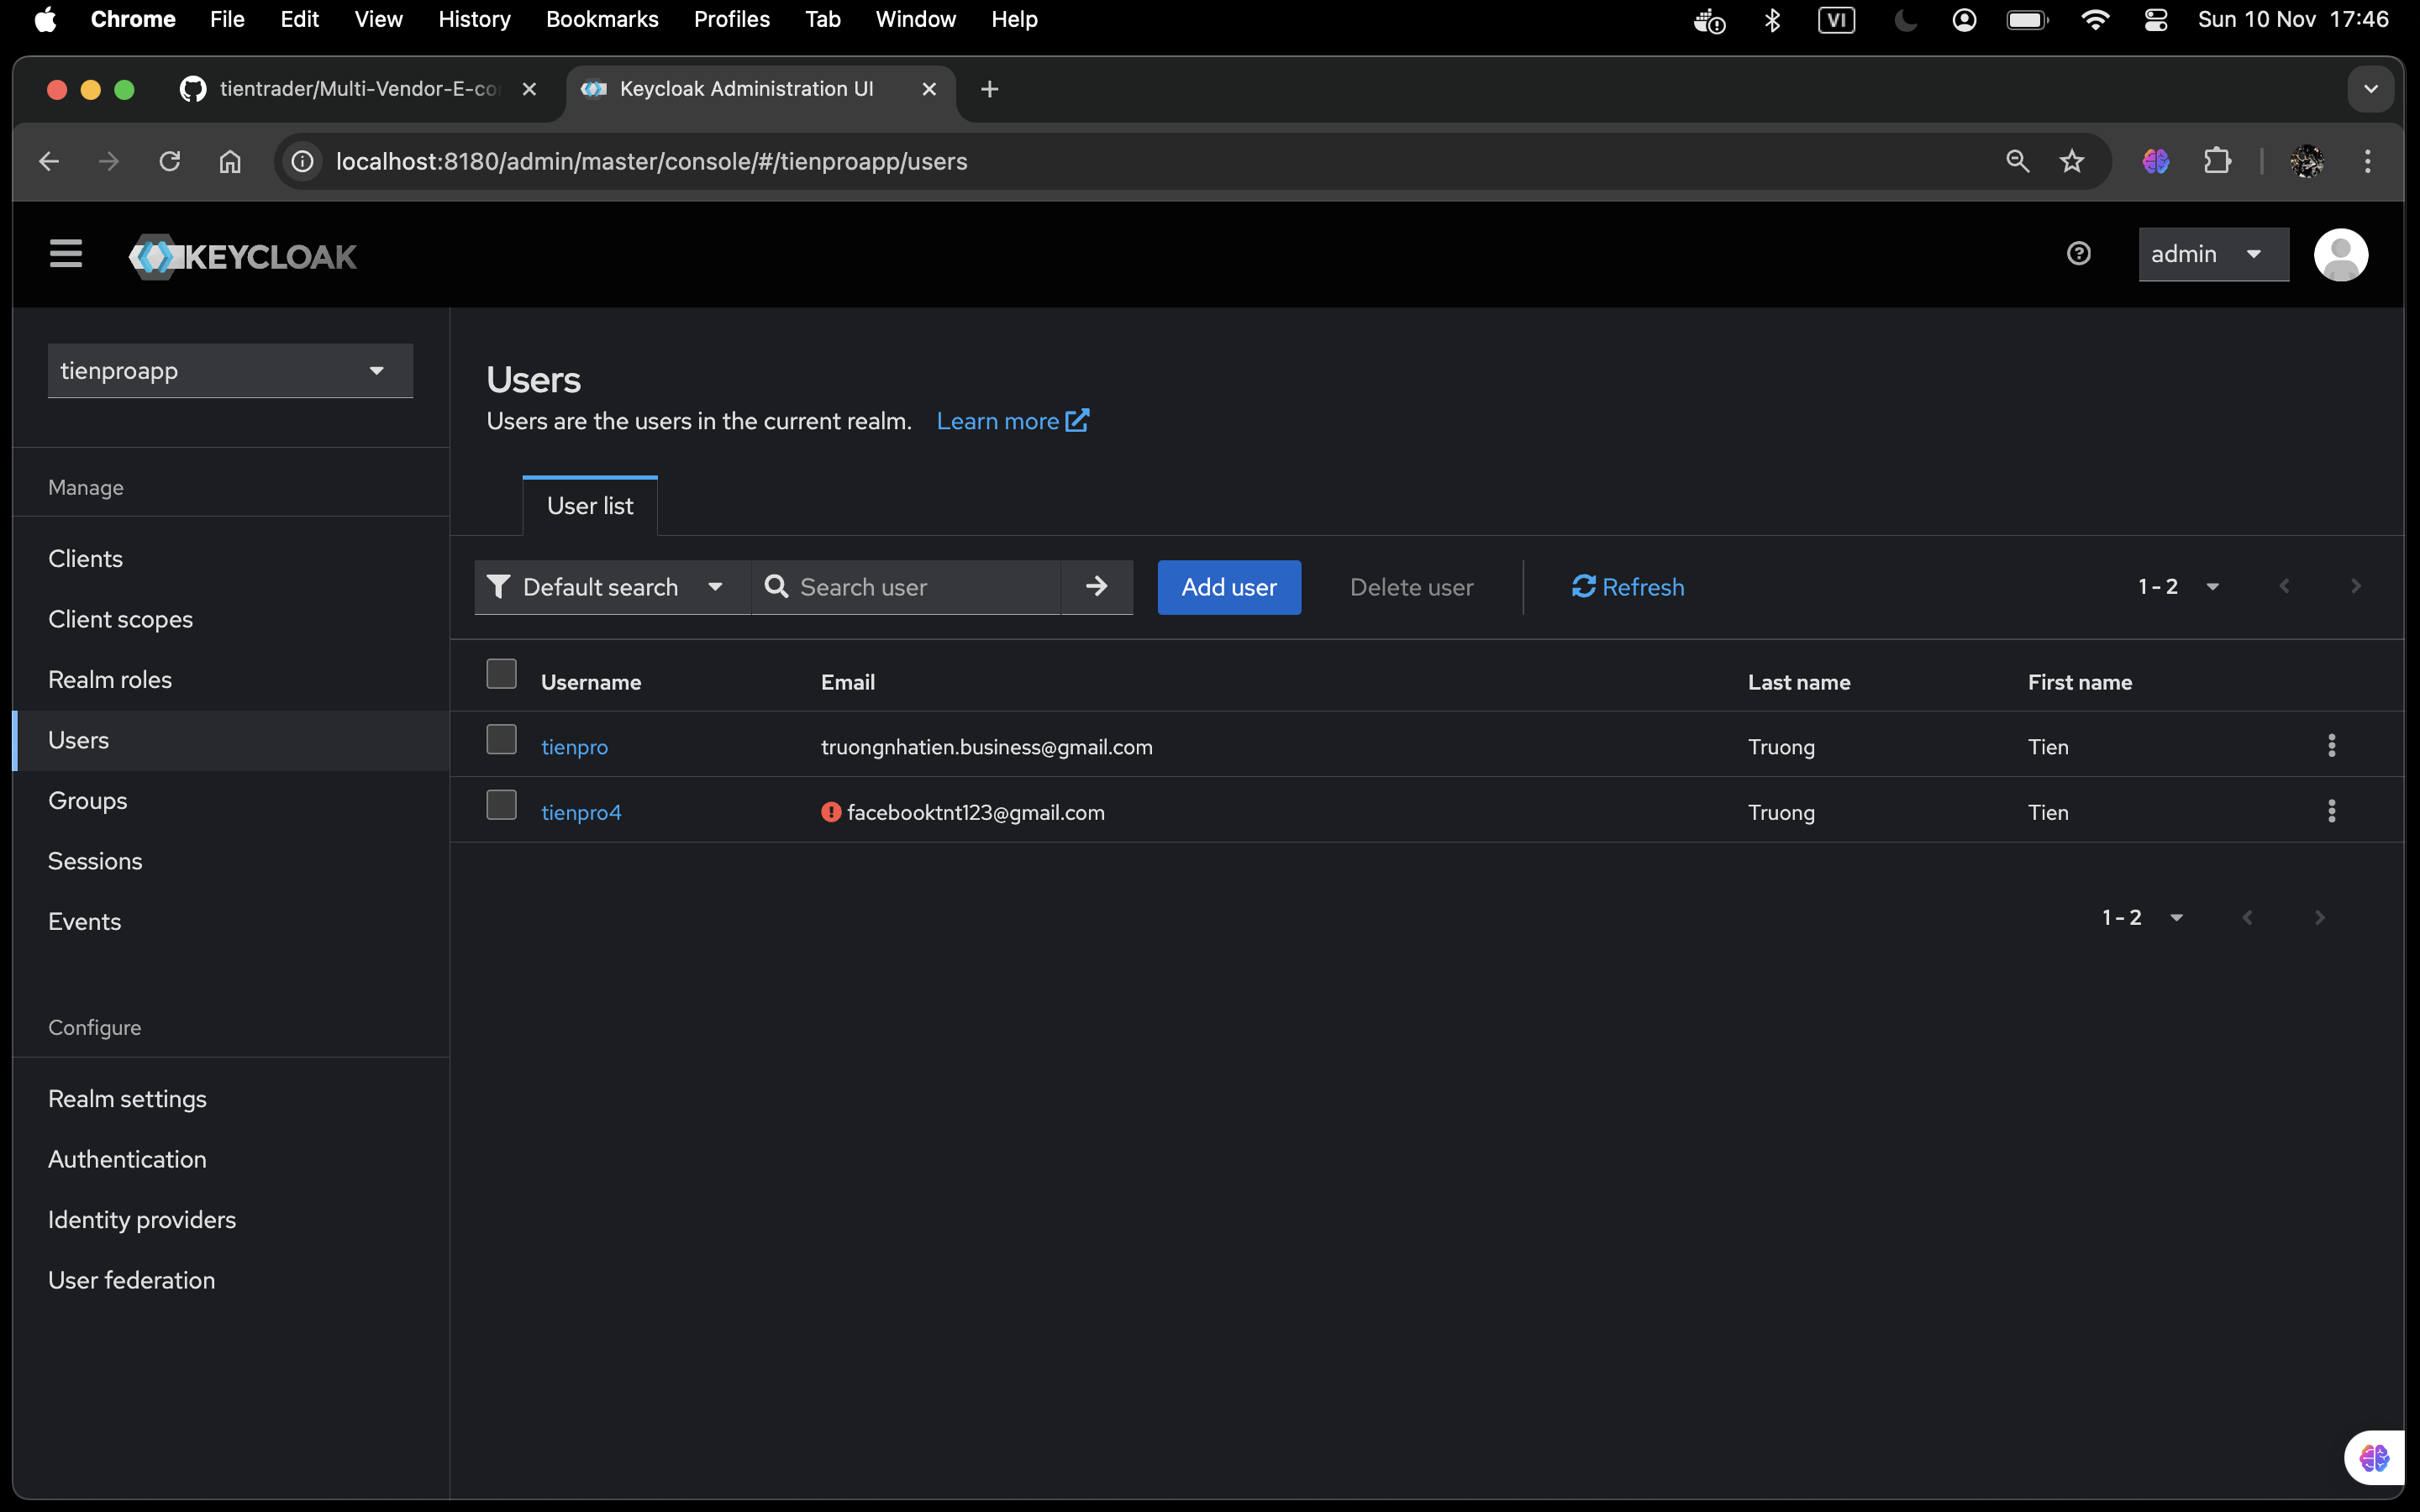 Chrome File Edit View History Bookmarks Profiles Tab Window Help VI Sun 10 Nov 17:46
tientrader/Multi-Vendor-E-co Keycloak Administration UI
localhost:8180/admin/master/console/#/tienproapp/users
KEYCLOAK admin
tienproapp
Manage
Clients
Client scopes
Realm roles
Users
Groups
Sessions
Events
Configure
Realm settings
Authentication
Identity providers
User federation
Users
Users are the users in the current realm. Learn more
User list
Default search Search user Add user Delete user Refresh 1 - 2
Username Email Last name First name
tienpro truongnhatien.business@gmail.com Truong Tien
tienpro4 facebooktnt123@gmail.com Truong Tien
1 - 2